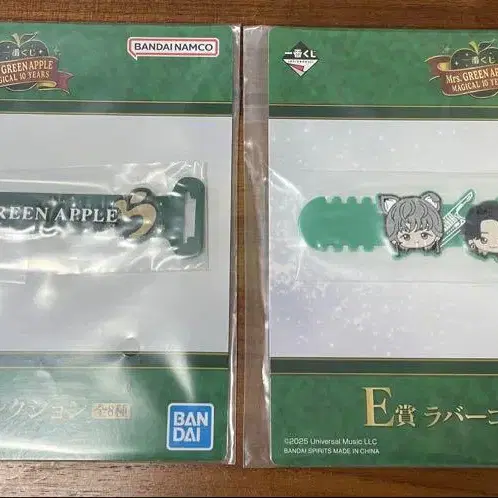 一番くじ
Mrs. GREEN APPLE
MAGICAL 10 YEARS
BANDAI NAMCO
GREEN APPLE
クション 全8種
BAN
DAI
一番くじ
Mrs. GREEN APPLE
MAGICAL 10 YEARS
E賞 ラバーコ
©2025 Universal Music LLC
BANDAI SPIRITS MADE IN CHINA